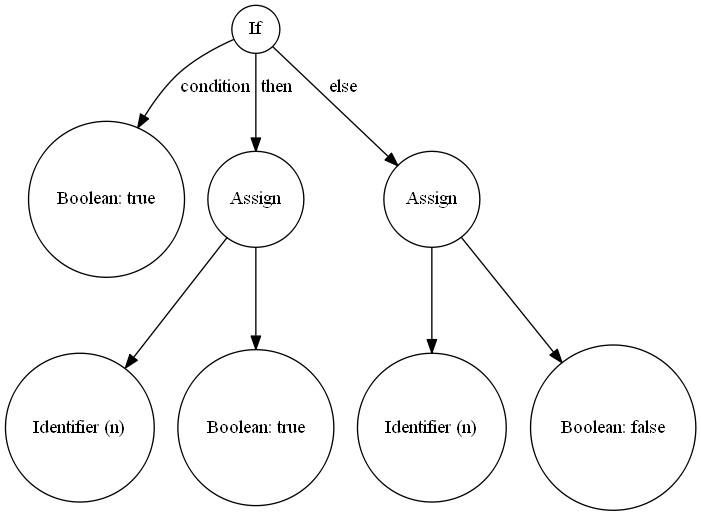 If
condition
then
else
Boolean: true
Assign
Assign
Identifier (n)
Boolean: true
Identifier (n)
Boolean: false